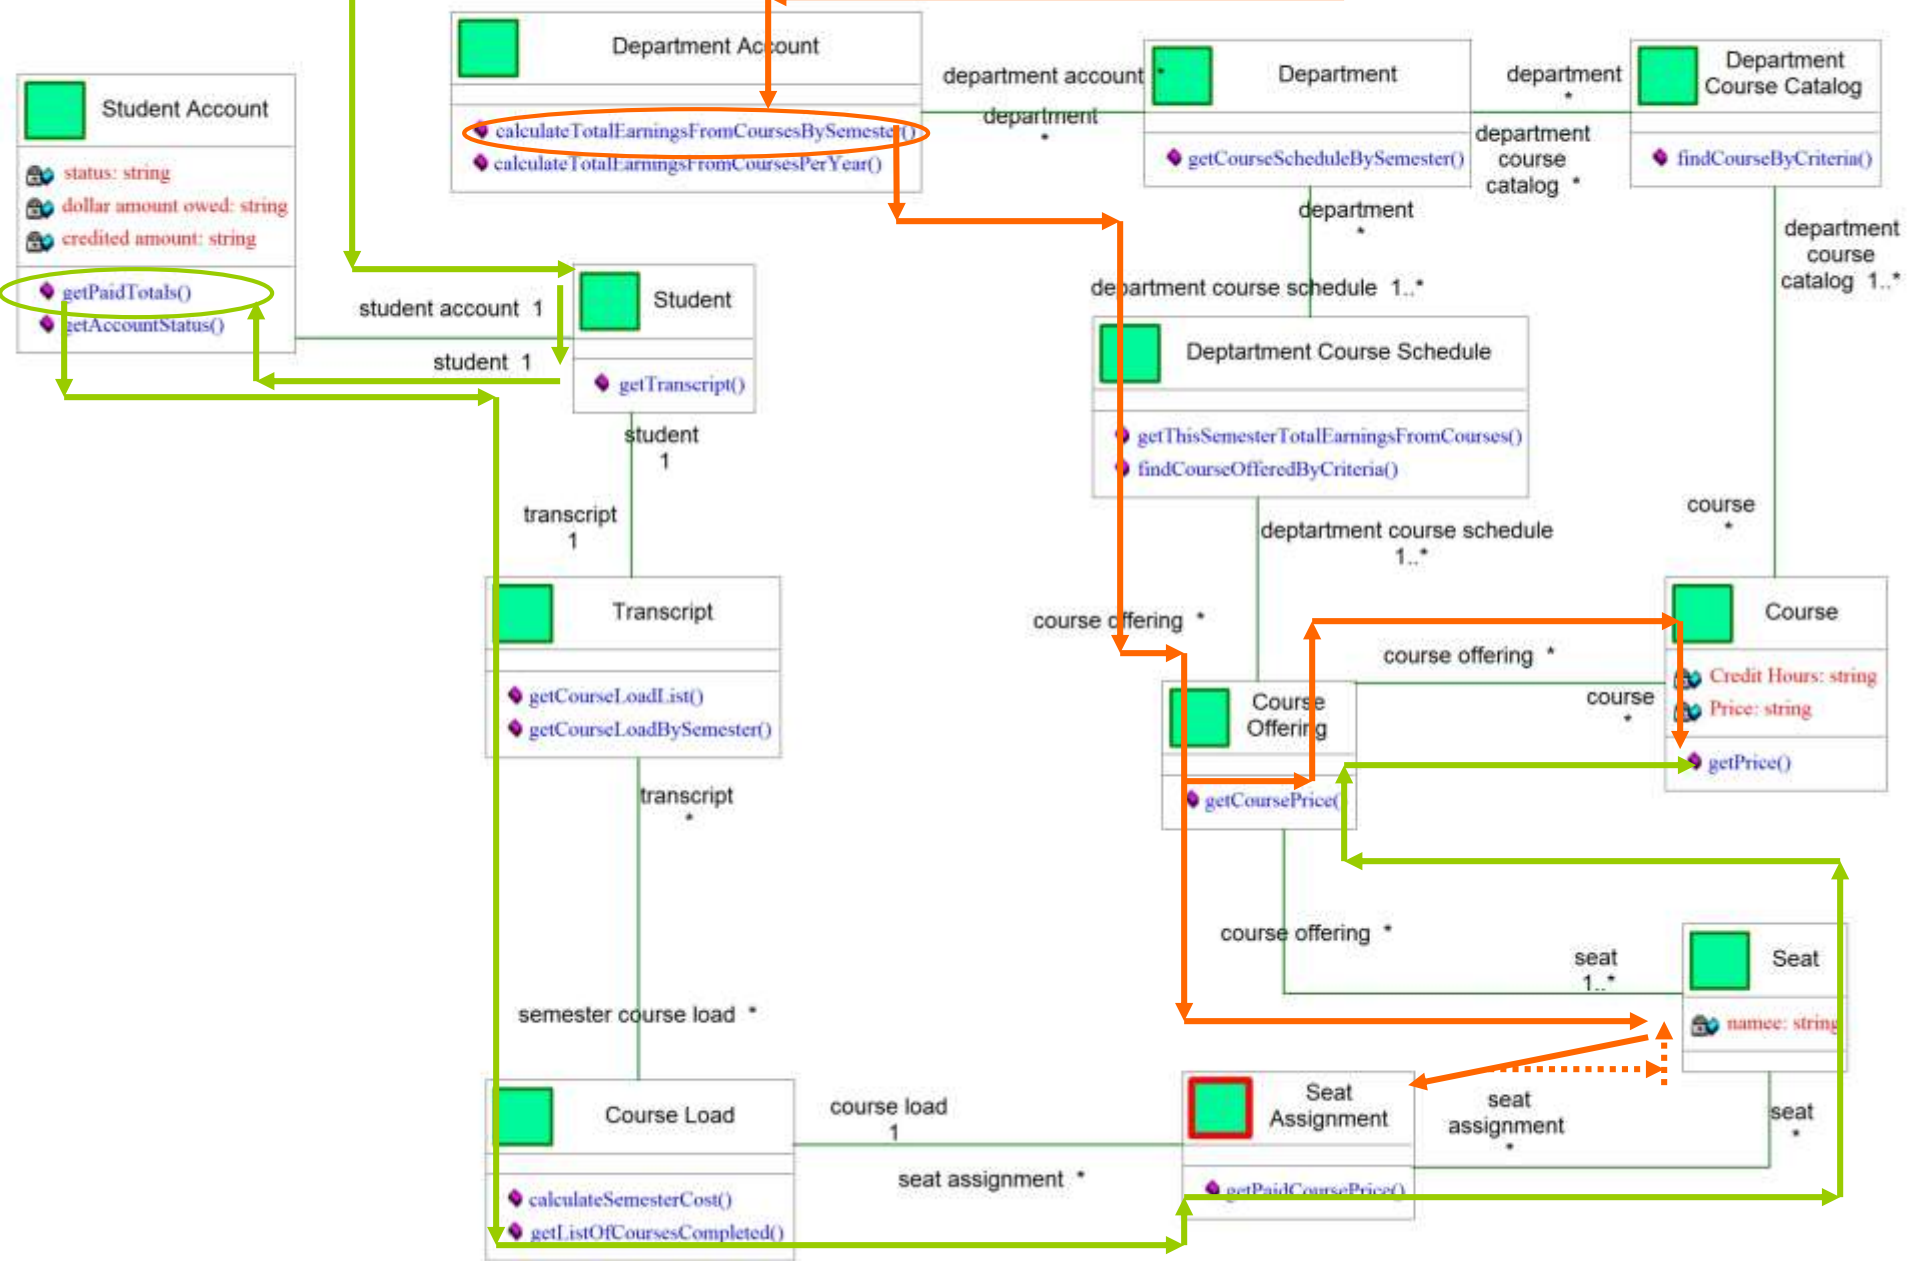 Department Account
calculateTotalEarningsFromCoursesBySemester()
calculateTotalEarningsFromCoursesPerYear()
Student Account
status: string
dollar amount owed: string
credited amount: string
getPaidTotals()
getAccountStatus()
department account *
department
*
Department
getCourseScheduleBySemester()
department
*
department
course
catalog *
Department
Course Catalog
findCourseByCriteria()
department
*
department course schedule 1..*
department
course
catalog 1..*
student account 1
student 1
Student
getTranscript()
student
1
transcript
1
Deptartment Course Schedule
getThisSemesterTotalEarningsFromCourses()
findCourseOfferedByCriteria()
deptartment course schedule
1..*
course offering *
course
*
Transcript
getCourseLoadList()
getCourseLoadBySemester()
transcript
*
semester course load *
Course
Offering
getCoursePrice()
course offering *
course
*
Course
Credit Hours: string
Price: string
getPrice()
course offering *
seat
1..*
Seat
namee: string
Course Load
calculateSemesterCost()
getListOfCoursesCompleted()
course load
1
seat assignment *
Seat
Assignment
getPaidCoursePrice()
seat
assignment
*
seat
*